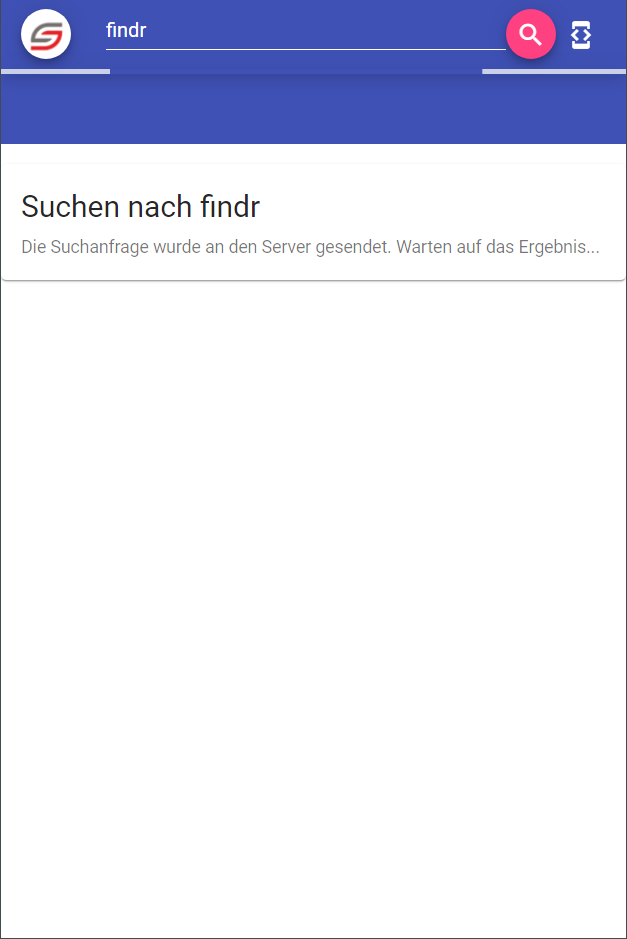 findr
Suchen nach findr
Die Suchanfrage wurde an den Server gesendet. Warten auf das Ergebnis...